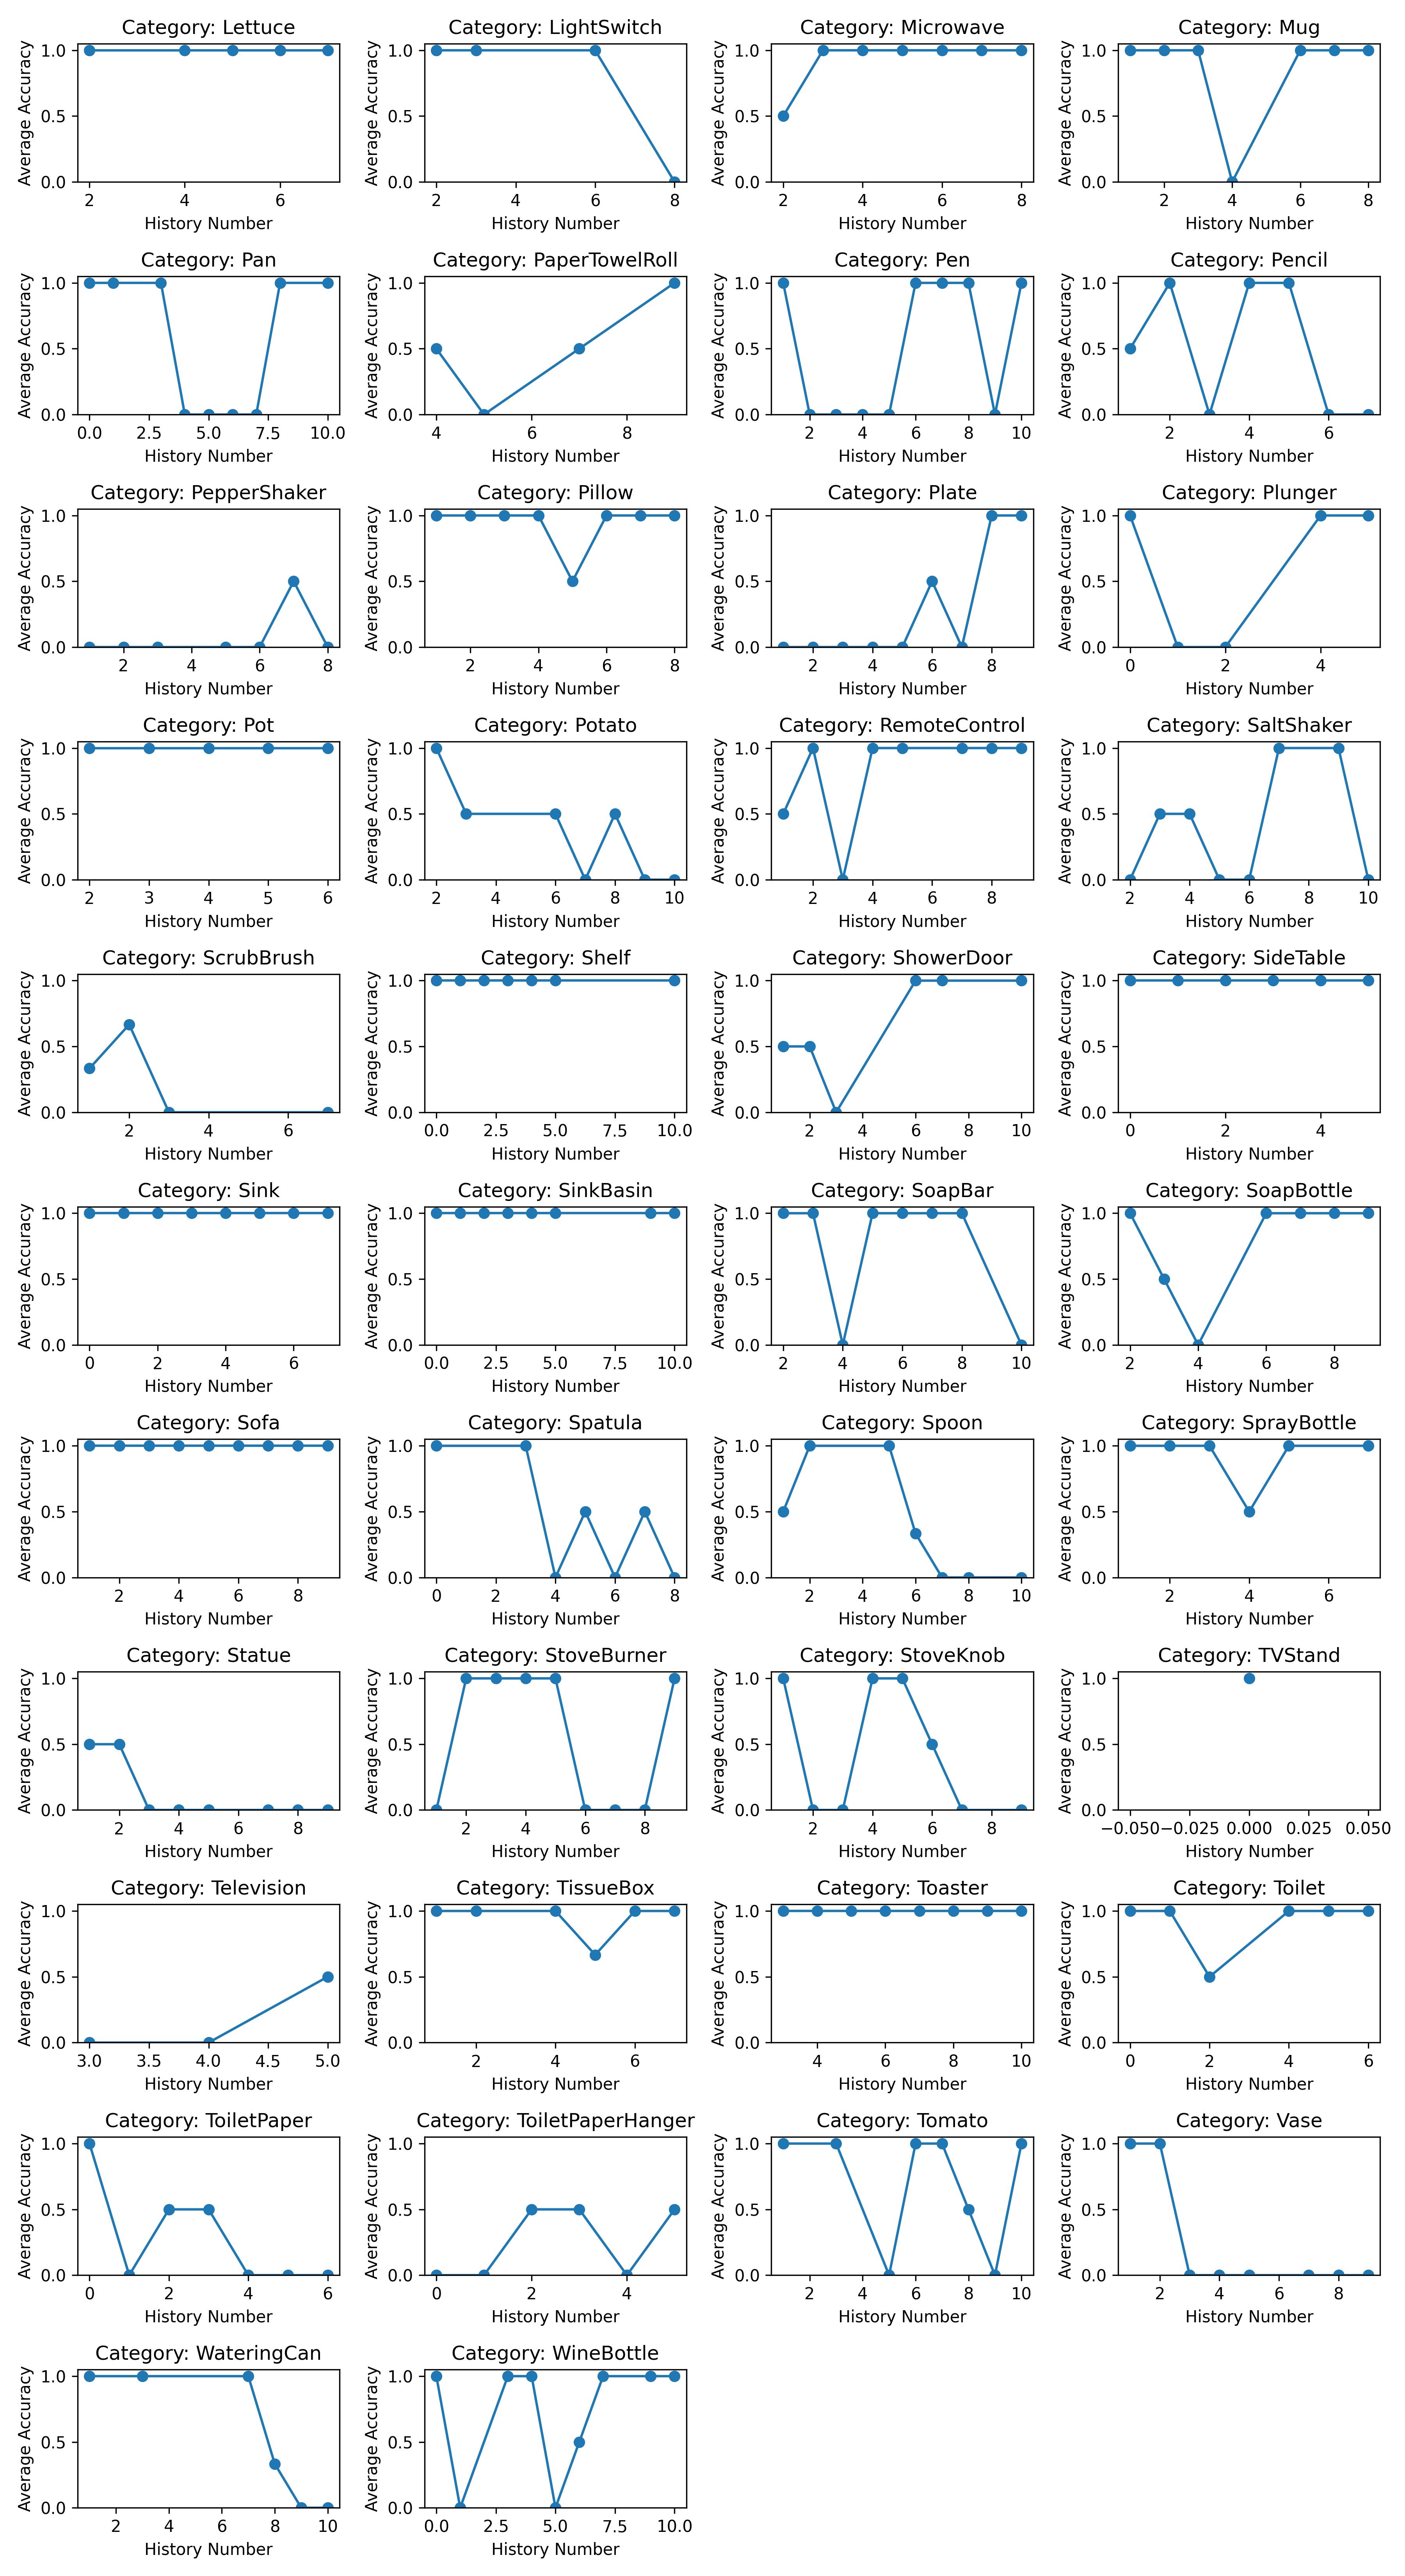 Category: Lettuce
Average Accuracy
1.0
0.5
0.0
2 4 6
History Number
Category: LightSwitch
Average Accuracy
1.0
0.5
0.0
2 4 6 8
History Number
Category: Microwave
Average Accuracy
1.0
0.5
0.0
2 4 6 8
History Number
Category: Mug
Average Accuracy
1.0
0.5
0.0
2 4 6 8
History Number
Category: Pan
Average Accuracy
1.0
0.5
0.0
0.0 2.5 5.0 7.5 10.0
History Number
Category: PaperTowelRoll
Average Accuracy
1.0
0.5
0.0
4 6 8
History Number
Category: Pen
Average Accuracy
1.0
0.5
0.0
2 4 6 8 10
History Number
Category: Pencil
Average Accuracy
1.0
0.5
0.0
2 4 6
History Number
Category: PepperShaker
Average Accuracy
1.0
0.5
0.0
2 4 6 8
History Number
Category: Pillow
Average Accuracy
1.0
0.5
0.0
2 4 6 8
History Number
Category: Plate
Average Accuracy
1.0
0.5
0.0
2 4 6 8
History Number
Category: Plunger
Average Accuracy
1.0
0.5
0.0
0 2 4
History Number
Category: Pot
Average Accuracy
1.0
0.5
0.0
2 3 4 5 6
History Number
Category: Potato
Average Accuracy
1.0
0.5
0.0
2 4 6 8 10
History Number
Category: RemoteControl
Average Accuracy
1.0
0.5
0.0
2 4 6 8
History Number
Category: SaltShaker
Average Accuracy
1.0
0.5
0.0
2 4 6 8 10
History Number
Category: ScrubBrush
Average Accuracy
1.0
0.5
0.0
2 4 6
History Number
Category: Shelf
Average Accuracy
1.0
0.5
0.0
0.0 2.5 5.0 7.5 10.0
History Number
Category: ShowerDoor
Average Accuracy
1.0
0.5
0.0
2 4 6 8 10
History Number
Category: SideTable
Average Accuracy
1.0
0.5
0.0
0 2 4
History Number
Category: Sink
Average Accuracy
1.0
0.5
0.0
0 2 4 6
History Number
Category: SinkBasin
Average Accuracy
1.0
0.5
0.0
0.0 2.5 5.0 7.5 10.0
History Number
Category: SoapBar
Average Accuracy
1.0
0.5
0.0
2 4 6 8 10
History Number
Category: SoapBottle
Average Accuracy
1.0
0.5
0.0
2 4 6 8
History Number
Category: Sofa
Average Accuracy
1.0
0.5
0.0
2 4 6 8
History Number
Category: Spatula
Average Accuracy
1.0
0.5
0.0
0 2 4 6 8
History Number
Category: Spoon
Average Accuracy
1.0
0.5
0.0
2 4 6 8 10
History Number
Category: SprayBottle
Average Accuracy
1.0
0.5
0.0
2 4 6
History Number
Category: Statue
Average Accuracy
1.0
0.5
0.0
2 4 6 8
History Number
Category: StoveBurner
Average Accuracy
1.0
0.5
0.0
2 4 6 8
History Number
Category: StoveKnob
Average Accuracy
1.0
0.5
0.0
2 4 6 8
History Number
Category: TVStand
Average Accuracy
1.0
0.5
0.0
−0.050 −0.025 0.000 0.025 0.050
History Number
Category: Television
Average Accuracy
1.0
0.5
0.0
3.0 3.5 4.0 4.5 5.0
History Number
Category: TissueBox
Average Accuracy
1.0
0.5
0.0
2 4 6
History Number
Category: Toaster
Average Accuracy
1.0
0.5
0.0
4 6 8 10
History Number
Category: Toilet
Average Accuracy
1.0
0.5
0.0
0 2 4 6
History Number
Category: ToiletPaper
Average Accuracy
1.0
0.5
0.0
0 2 4 6
History Number
Category: ToiletPaperHanger
Average Accuracy
1.0
0.5
0.0
0 2 4
History Number
Category: Tomato
Average Accuracy
1.0
0.5
0.0
2 4 6 8 10
History Number
Category: Vase
Average Accuracy
1.0
0.5
0.0
2 4 6 8
History Number
Category: WateringCan
Average Accuracy
1.0
0.5
0.0
2 4 6 8 10
History Number
Category: WineBottle
Average Accuracy
1.0
0.5
0.0
0.0 2.5 5.0 7.5 10.0
History Number